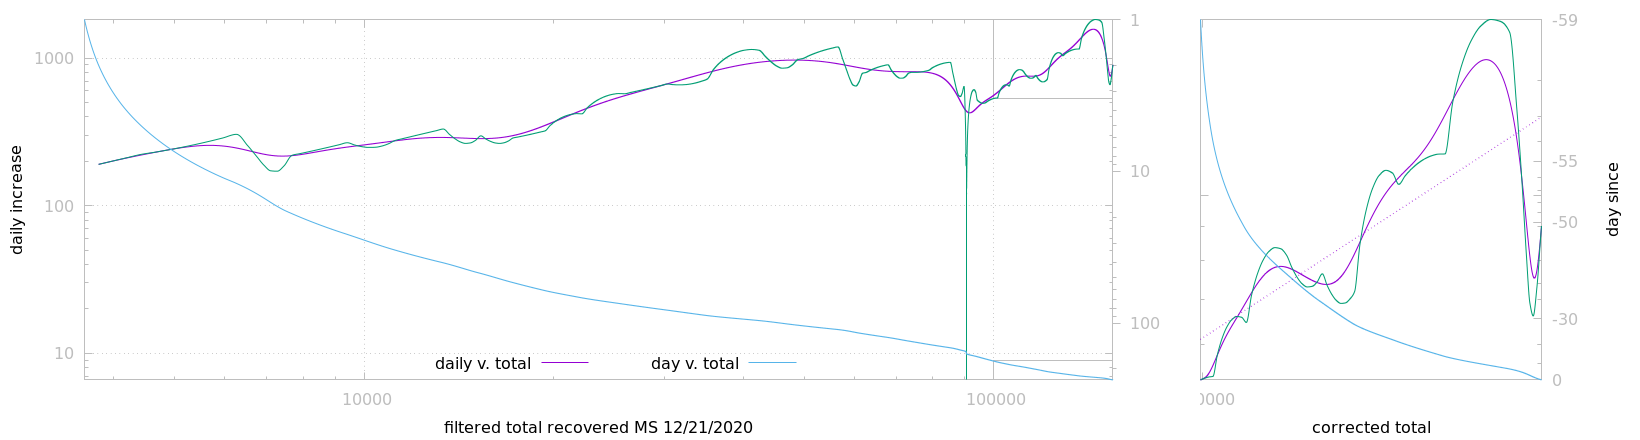 1000
100
10
daily increase
10000
100000
filtered total recovered MS 12/21/2020
daily v. total
day v. total
1
10
100
0000
corrected total
-59
-55
-50
-30
0
day since